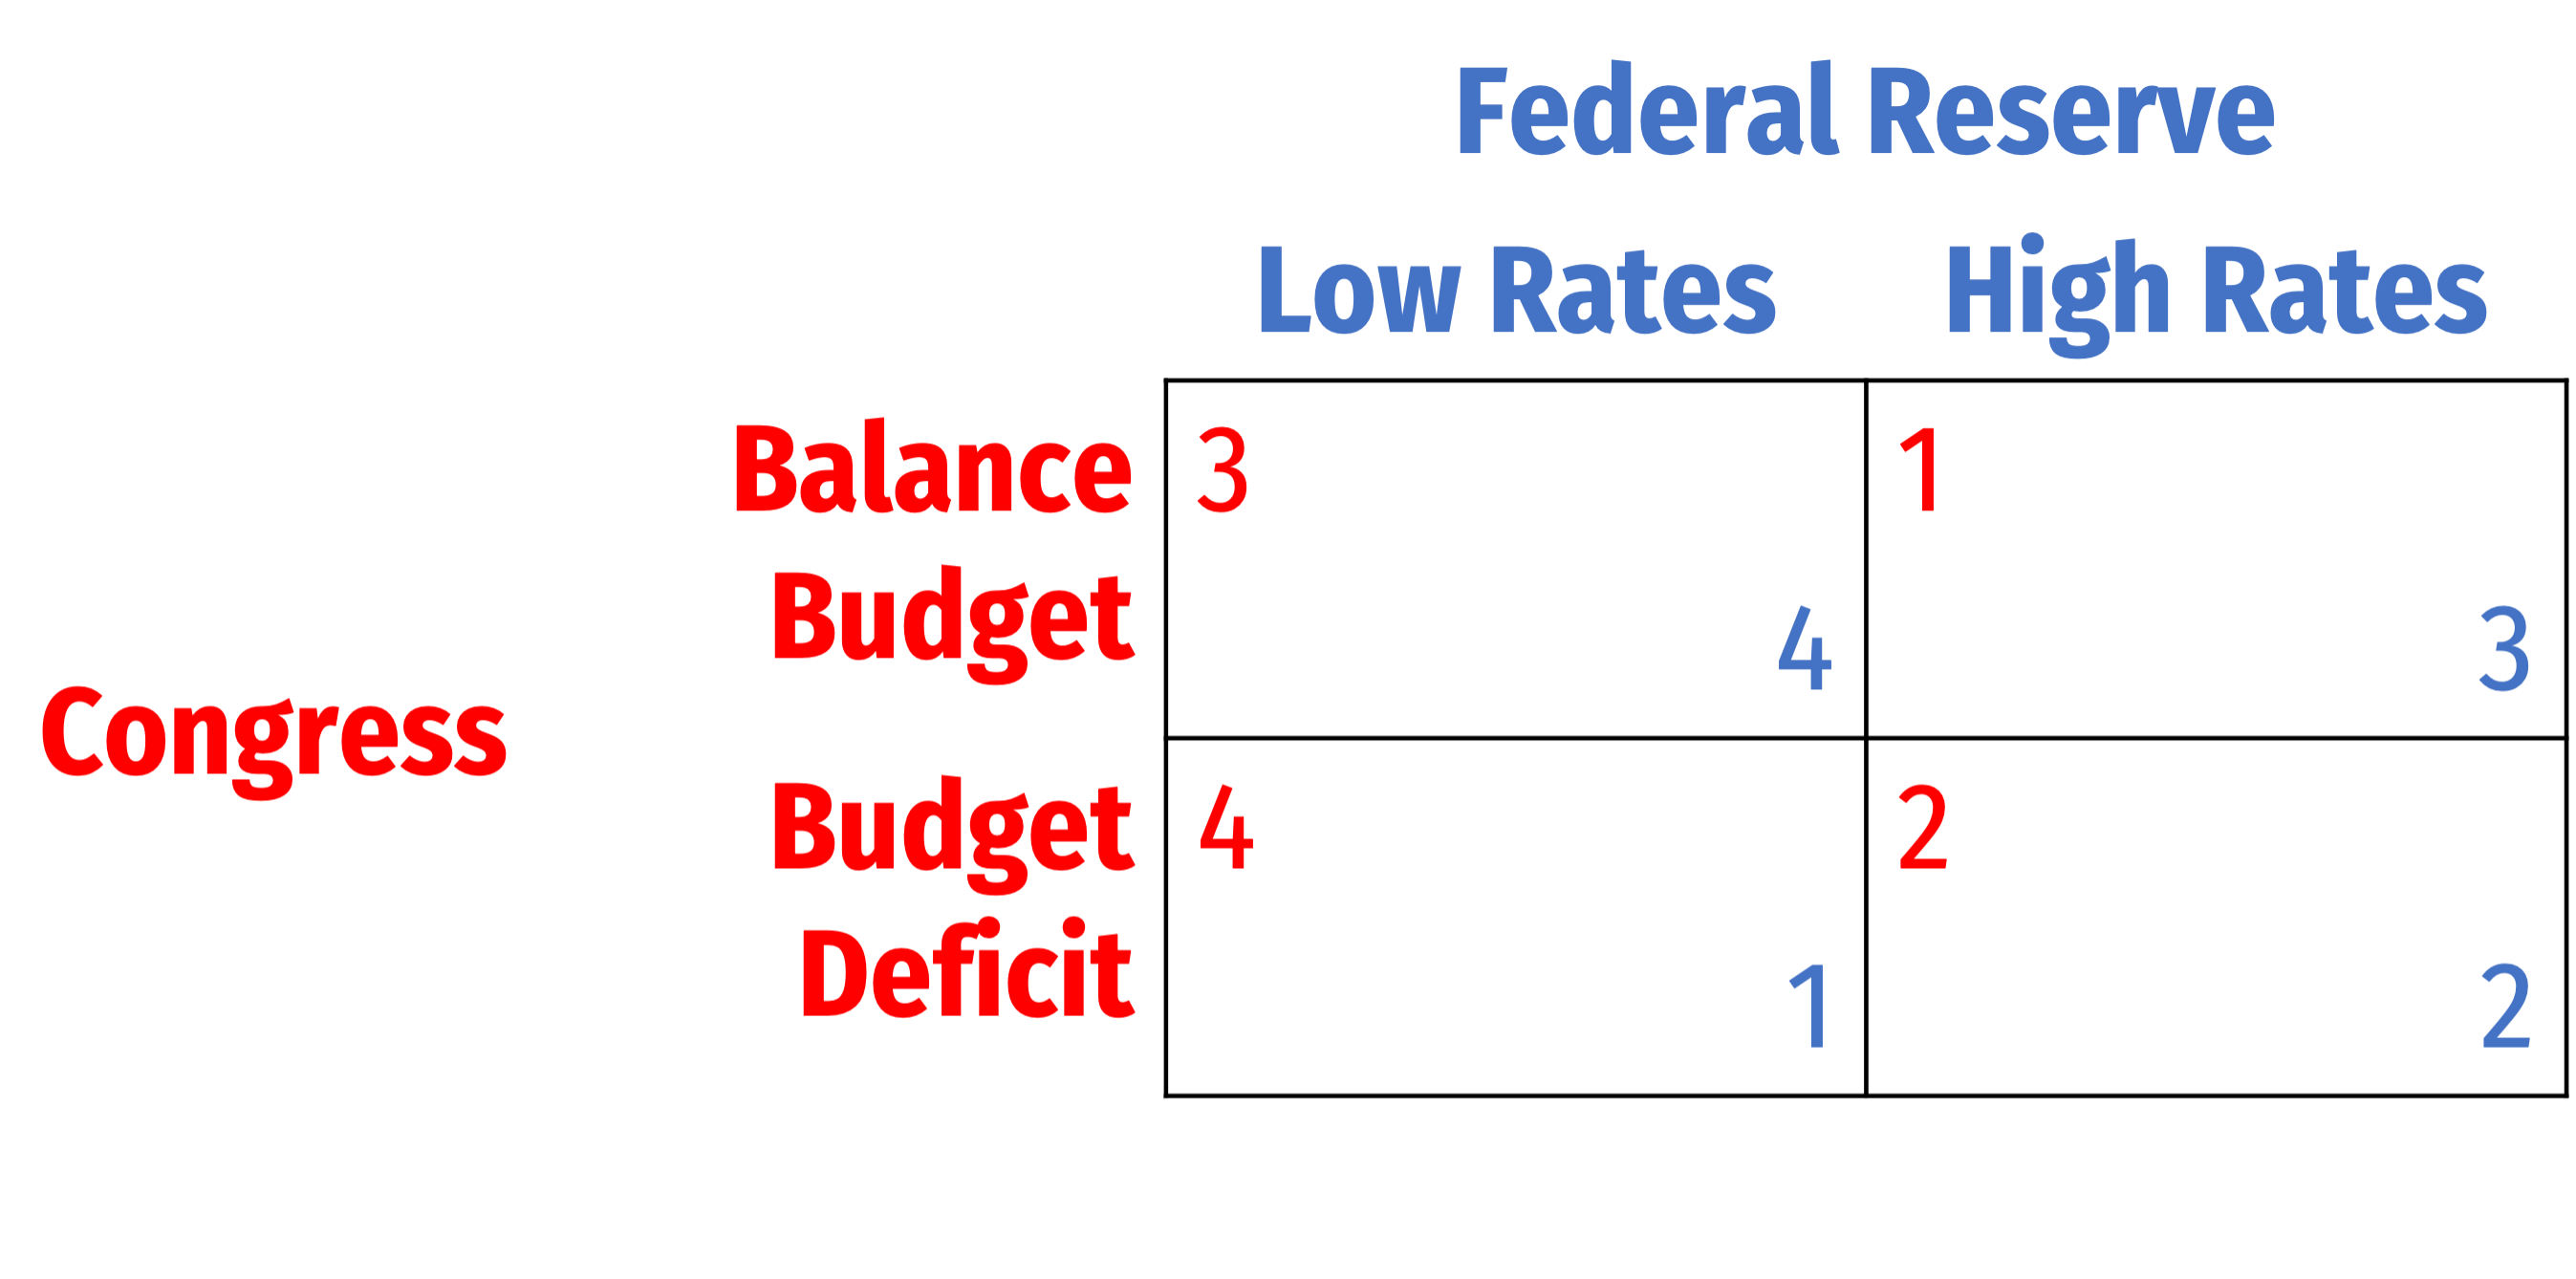 Federal Reserve
Low Rates High Rates
Balance
Budget
3
4
1
3
Congress
Budget
Deficit
4
1
2
2